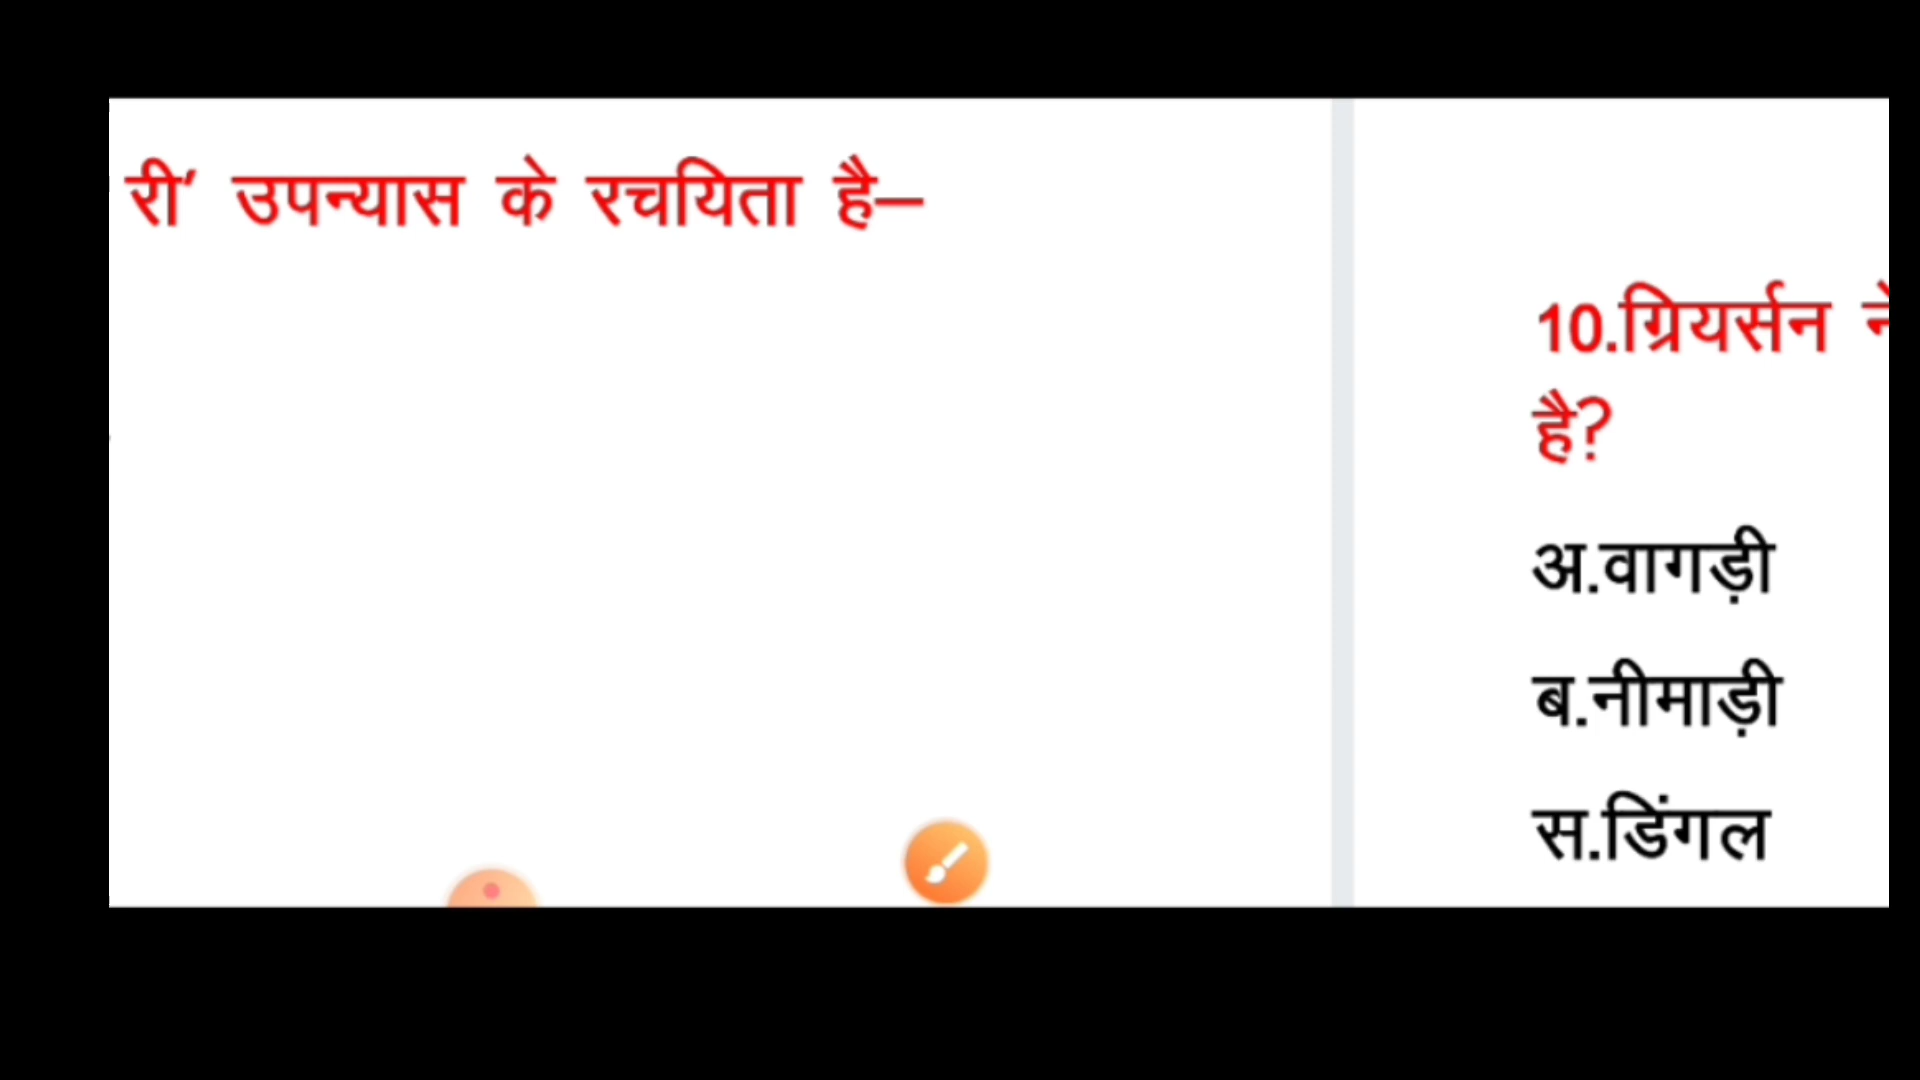 री’ उपन्यास के रचयिता है–
10.ग्रियर्सन ने
है?
अ.वागड़ी
ब.नीमाड़ी
स.डिंगल